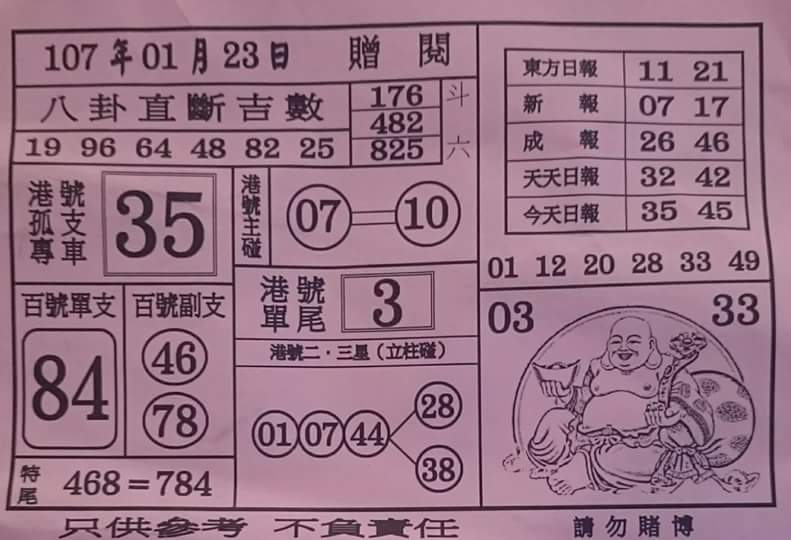 107年01月23日 贈閱
八卦直斷吉數
176 斗
482
825 六
19 96 64 48 82 25
港號孤支專車
35
港號主碰
07 10
港號單尾
3
百號單支
84
百號副支
46
78
港號二·三星(立柱碰)
01 07 44
28
38
特尾 468=784
東方日報 11 21
新報 07 17
成報 26 46
天天日報 32 42
今天日報 35 45
01 12 20 28 33 49
03 33
只供參考 不負責任 請勿賭博